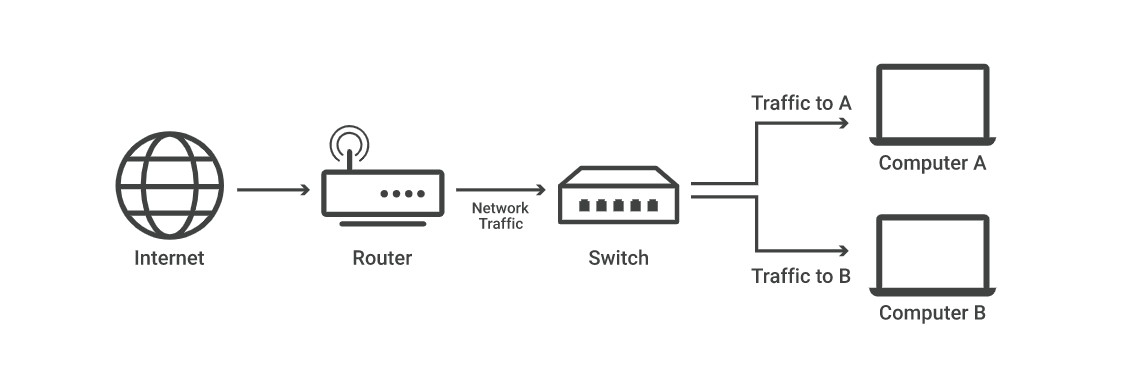 Internet
Router
Network
Traffic
Switch
Traffic to A
Computer A
Traffic to B
Computer B